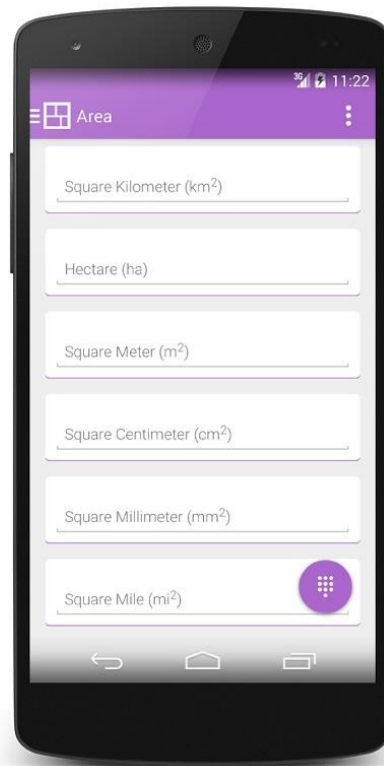 3G 11:22
Area
Square Kilometer (km²)
Hectare (ha)
Square Meter (m²)
Square Centimeter (cm²)
Square Millimeter (mm²)
Square Mile (mi²)